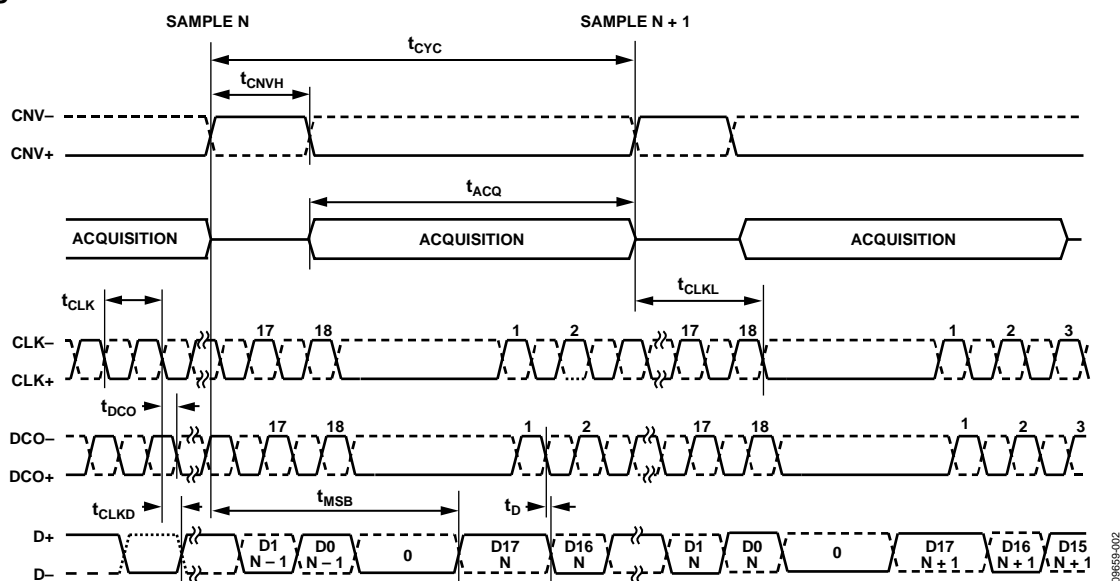 SAMPLE N SAMPLE N + 1
tCYC
tCNVH
CNV–
CNV+
tACQ
ACQUISITION ACQUISITION ACQUISITION
tCLK tCLKL
17 18 1 2 17 18 1 2 3
CLK–
CLK+
tDCO
17 18 1 2 17 18 1 2 3
DCO–
DCO+
tCLKD tMSB tD
D+
D1 D0 0 D17 D16 D1 D0 0 D17 D16 D15
N – 1 N – 1 N N N N N + 1 N + 1 N + 1
D–
09659-002